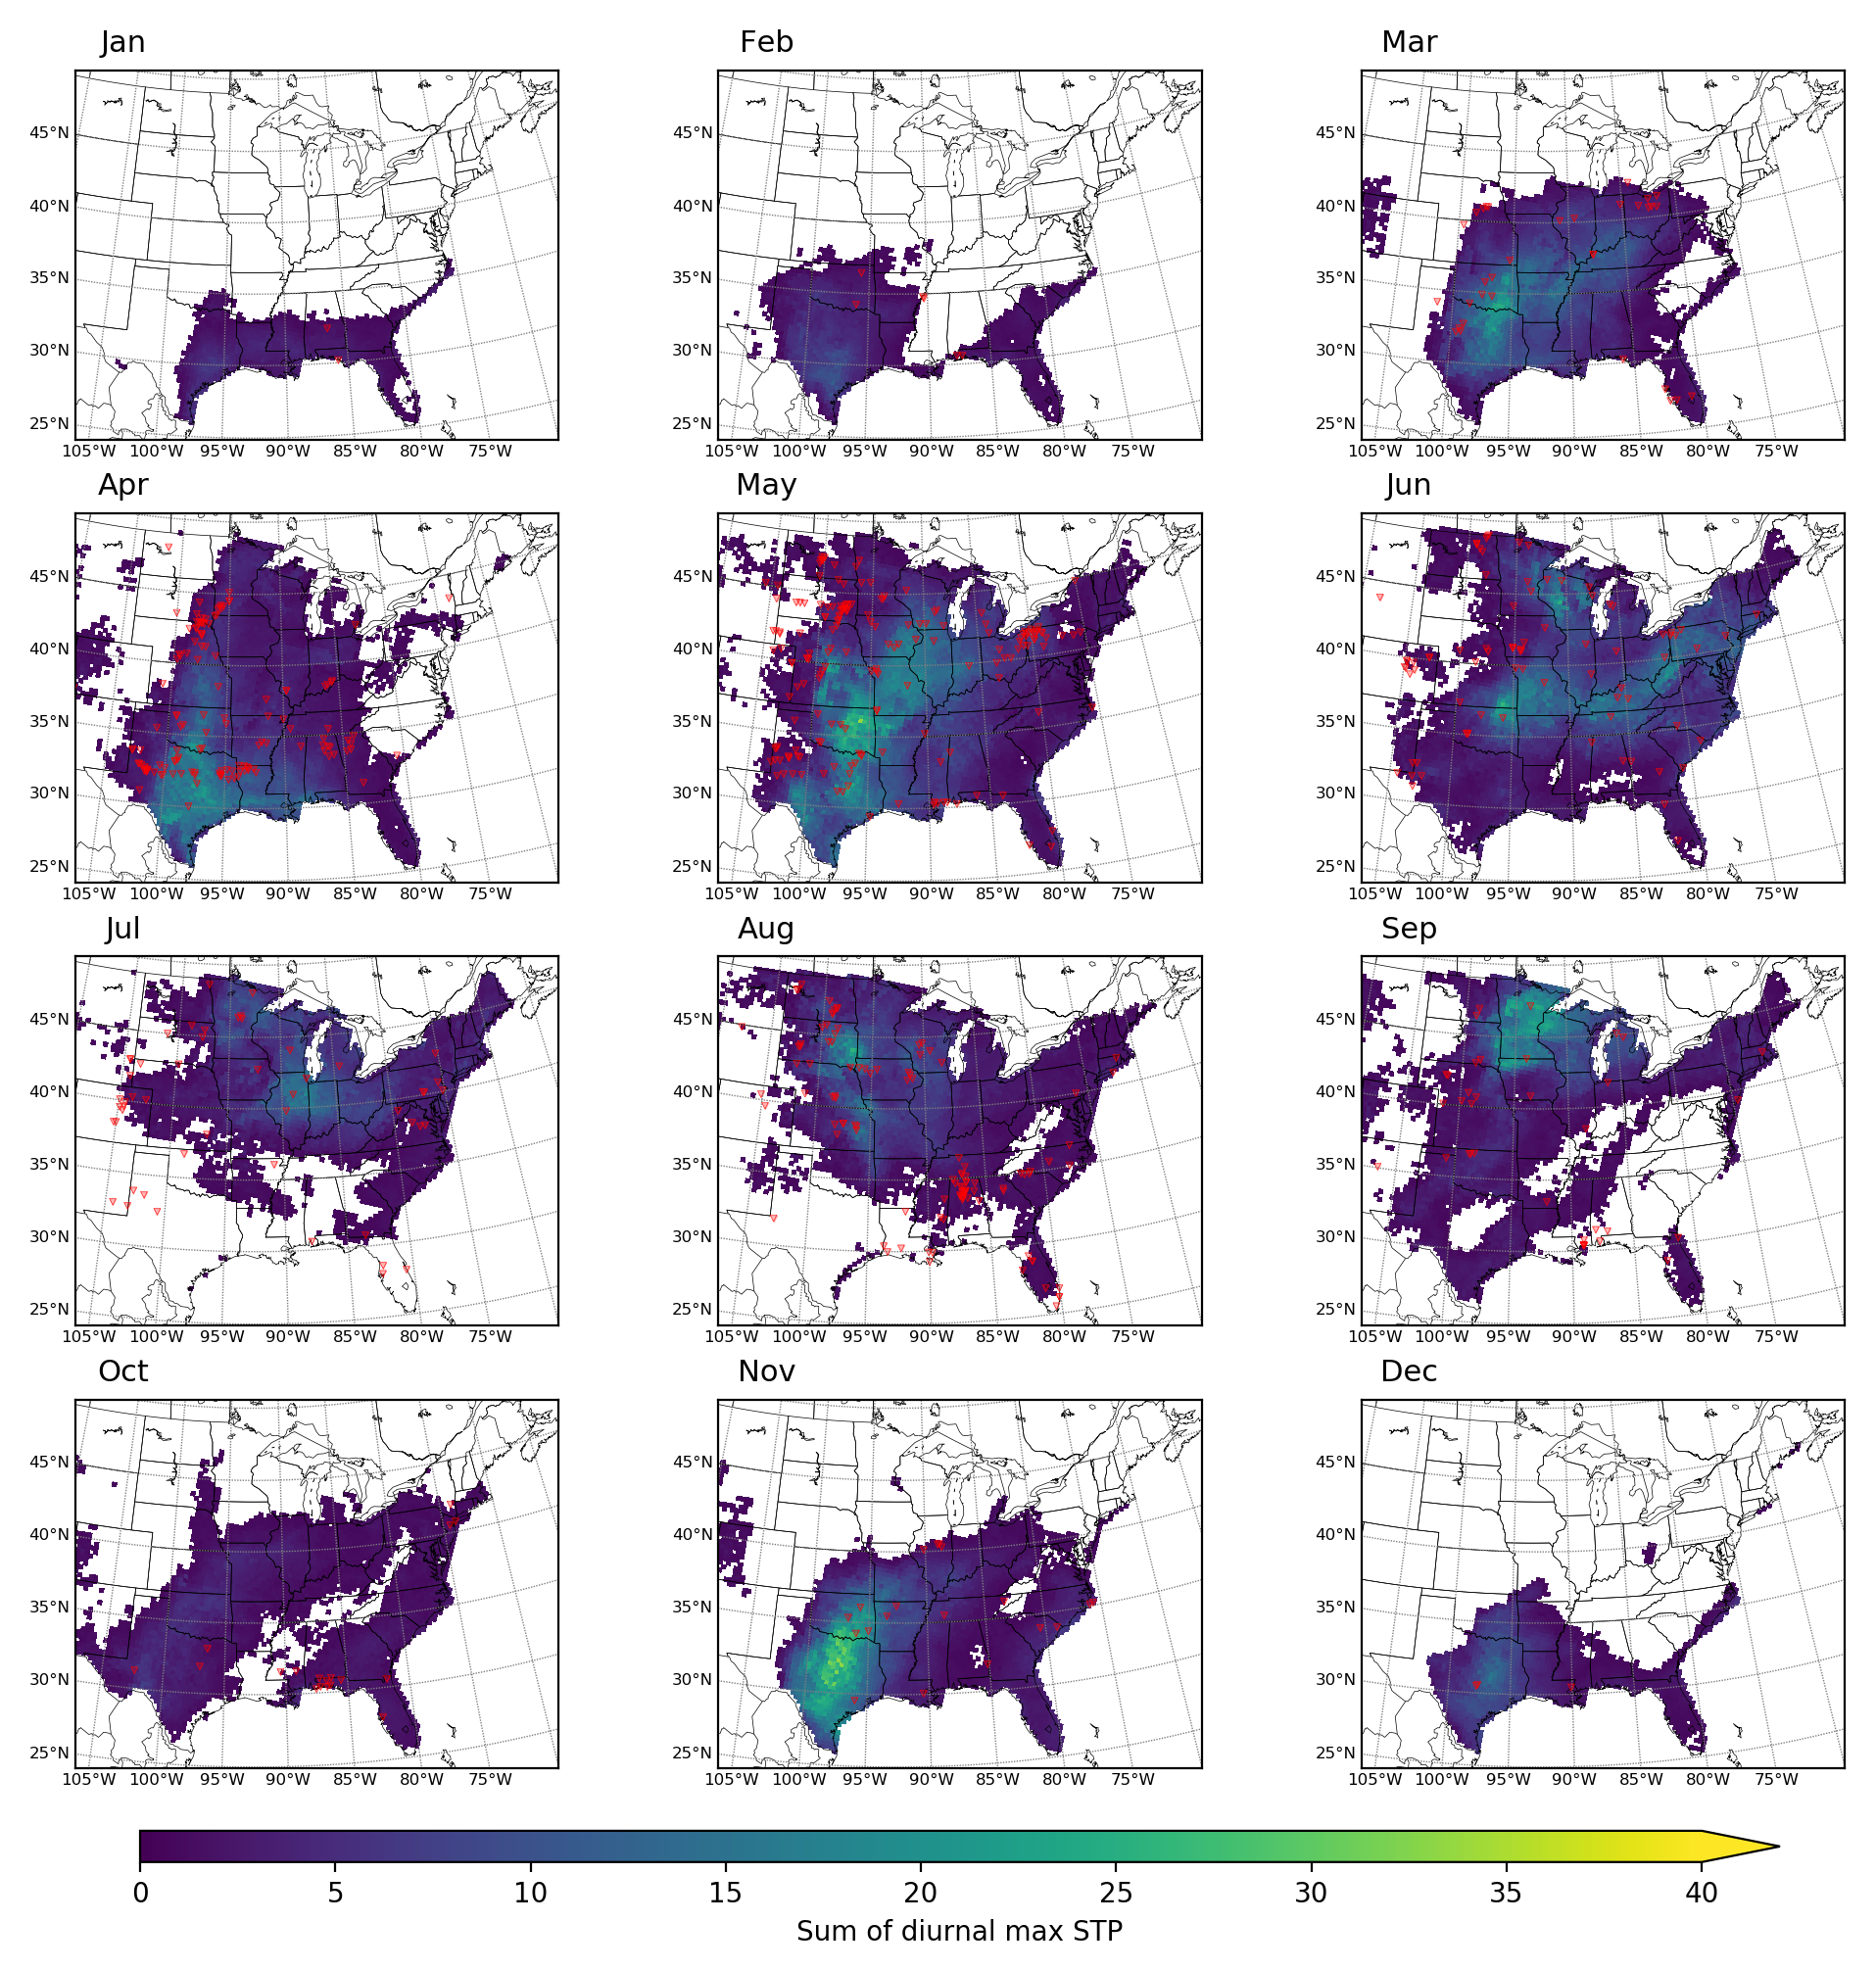 Jan Feb Mar
45°N 45°N 45°N
40°N 40°N 40°N
35°N 35°N 35°N
30°N 30°N 30°N
25°N 25°N 25°N
105°W 100°W 95°W 90°W 85°W 80°W 75°W 105°W 100°W 95°W 90°W 85°W 80°W 75°W 105°W 100°W 95°W 90°W 85°W 80°W 75°W
Apr May Jun
45°N 45°N 45°N
40°N 40°N 40°N
35°N 35°N 35°N
30°N 30°N 30°N
25°N 25°N 25°N
105°W 100°W 95°W 90°W 85°W 80°W 75°W 105°W 100°W 95°W 90°W 85°W 80°W 75°W 105°W 100°W 95°W 90°W 85°W 80°W 75°W
Jul Aug Sep
45°N 45°N 45°N
40°N 40°N 40°N
35°N 35°N 35°N
30°N 30°N 30°N
25°N 25°N 25°N
105°W 100°W 95°W 90°W 85°W 80°W 75°W 105°W 100°W 95°W 90°W 85°W 80°W 75°W 105°W 100°W 95°W 90°W 85°W 80°W 75°W
Oct Nov Dec
45°N 45°N 45°N
40°N 40°N 40°N
35°N 35°N 35°N
30°N 30°N 30°N
25°N 25°N 25°N
105°W 100°W 95°W 90°W 85°W 80°W 75°W 105°W 100°W 95°W 90°W 85°W 80°W 75°W 105°W 100°W 95°W 90°W 85°W 80°W 75°W
0 5 10 15 20 25 30 35 40
Sum of diurnal max STP